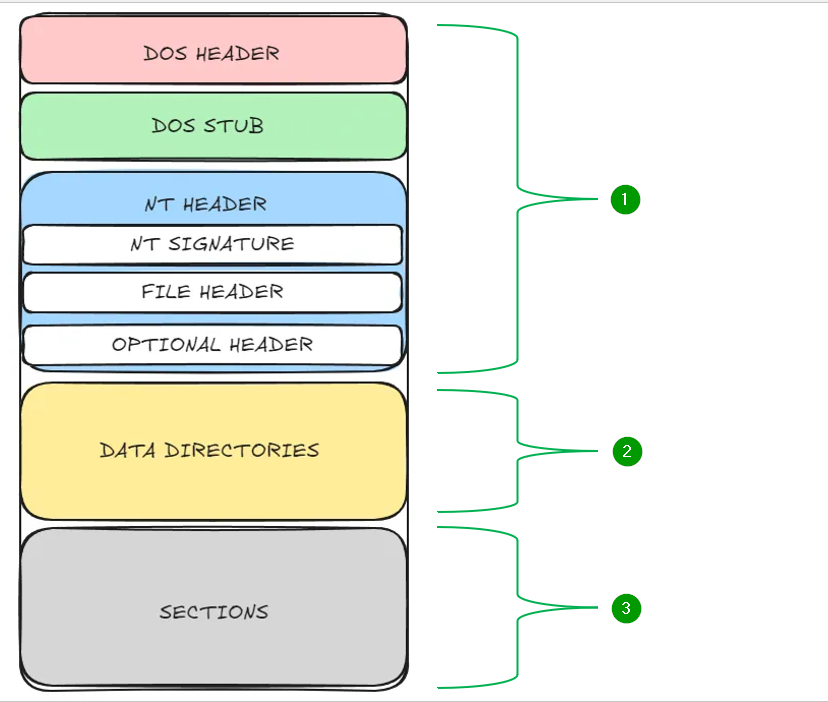 DOS HEADER
DOS STUB
NT HEADER
NT SIGNATURE
FILE HEADER
OPTIONAL HEADER
1
DATA DIRECTORIES
2
SECTIONS
3